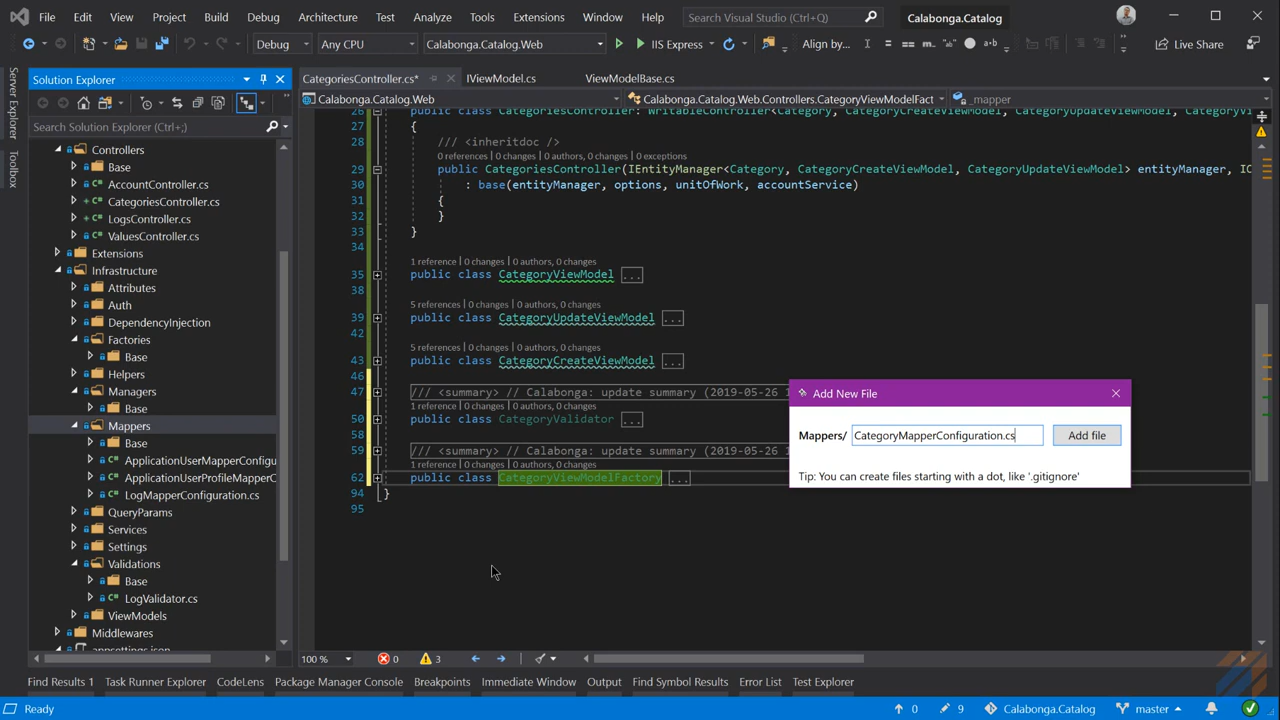 File Edit View Project Build Debug Architecture Test Analyze Tools Extensions Window Help Search Visual Studio (Ctrl+Q) Calabonga.Catalog
Debug Any CPU Calabonga.Catalog.Web IIS Express Align by... Live Share
Server Explorer
Toolbox
Solution Explorer
Search Solution Explorer (Ctrl+;)
Controllers
Base
AccountController.cs
CategoriesController.cs
LogsController.cs
ValuesController.cs
Extensions
Infrastructure
Attributes
Auth
DependencyInjection
Factories
Base
Helpers
Managers
Base
Mappers
Base
ApplicationUserMapperConfigu
ApplicationUserProfileMapperC
LogMapperConfiguration.cs
QueryParams
Services
Settings
Validations
Base
LogValidator.cs
ViewModels
Middlewares
appsettings.json
CategoriesController.cs* IViewModel.cs ViewModelBase.cs
Calabonga.Catalog.Web Calabonga.Catalog.Web.Controllers.CategoryViewModelFact _mapper
26 public class CategoriesController: WritableController<Category, CategoryCreateViewModel, CategoryUpdateViewModel, CategoryVi
27 {
28 /// <inheritdoc />
0 references | 0 changes | 0 authors, 0 changes | 0 exceptions
29 public CategoriesController(IEntityManager<Category, CategoryCreateViewModel, CategoryUpdateViewModel> entityManager, IC
30 : base(entityManager, options, unitOfWork, accountService)
31 {
32 }
33 }
34
1 reference | 0 changes | 0 authors, 0 changes
35 public class CategoryViewModel ...
38
5 references | 0 changes | 0 authors, 0 changes
39 public class CategoryUpdateViewModel ...
42
5 references | 0 changes | 0 authors, 0 changes
43 public class CategoryCreateViewModel ...
46
47 /// <summary> // Calabonga: update summary (2019-05-26 1
1 reference | 0 changes | 0 authors, 0 changes
50 public class CategoryValidator ...
58
59 /// <summary> // Calabonga: update summary (2019-05-26 1
1 reference | 0 changes | 0 authors, 0 changes
62 public class CategoryViewModelFactory ...
94 }
95
Add New File
Mappers/ CategoryMapperConfiguration.cs Add file
Tip: You can create files starting with a dot, like '.gitignore'
100 % 0 3
Find Results 1 Task Runner Explorer CodeLens Package Manager Console Bookmarks Immediate Window Output Find Symbol Results Error List Test Explorer
Ready 0 9 Calabonga.Catalog master